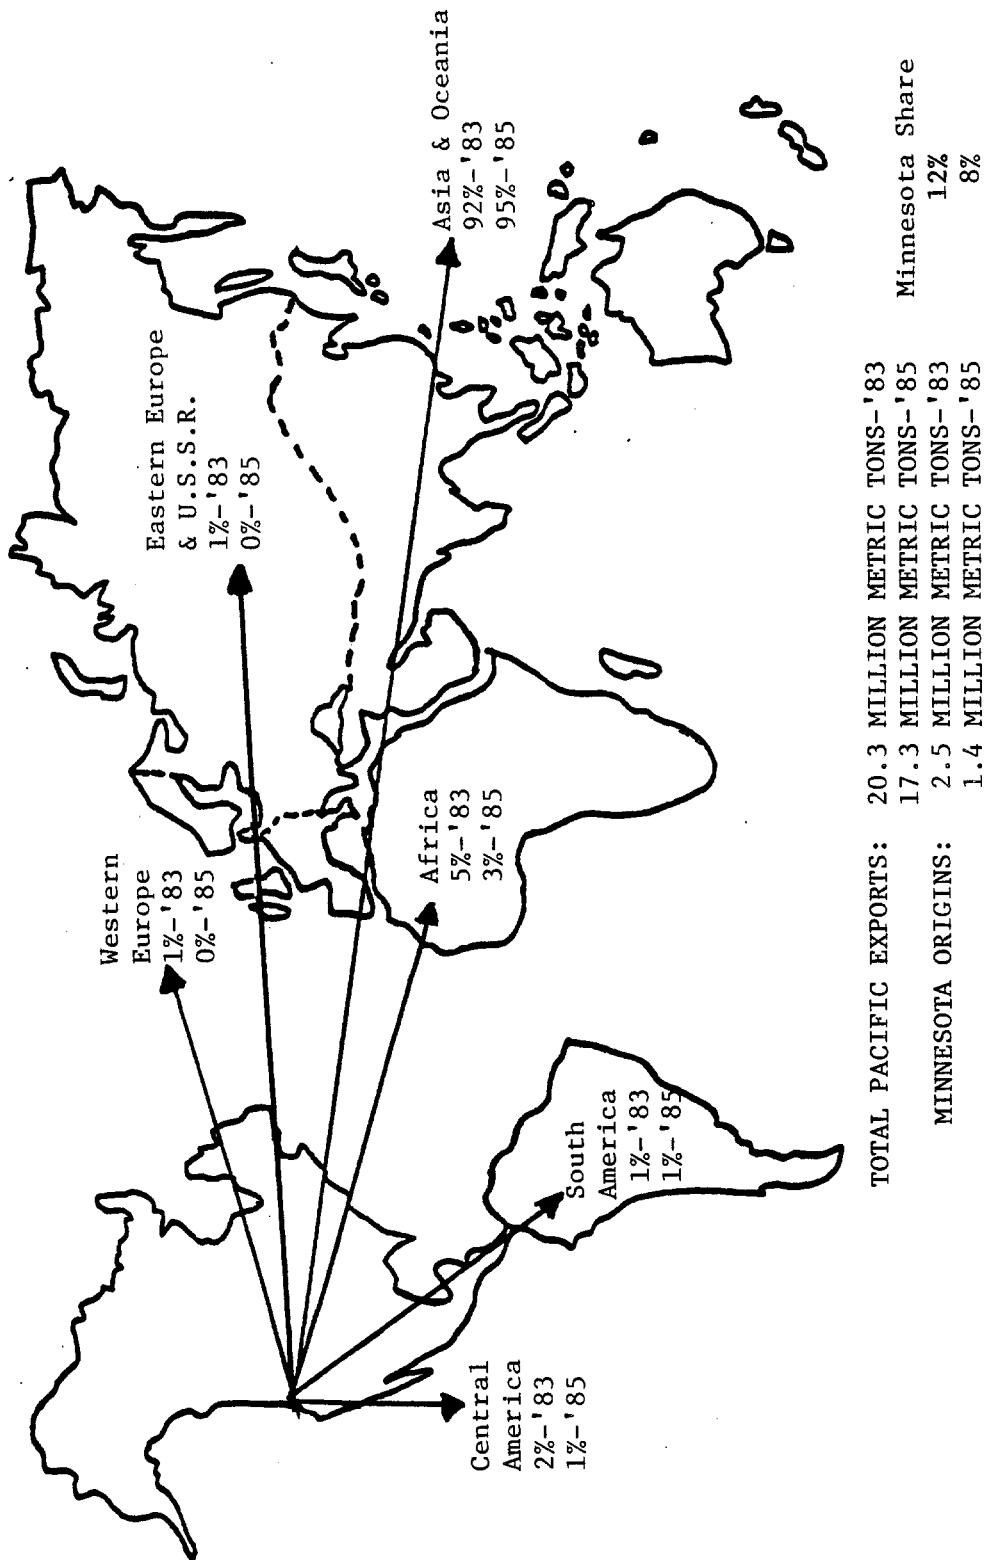 Western
Europe
1%-'83
0%-'85
Eastern Europe
& U.S.S.R.
1%-'83
0%-'85
Asia & Oceania
92%-'83
95%-'85
Africa
5%-'83
3%-'85
Central
America
2%-'83
1%-'85
South
America
1%-'83
1%-'85
Minnesota Share
TOTAL PACIFIC EXPORTS: 20.3 MILLION METRIC TONS-'83
17.3 MILLION METRIC TONS-'85
MINNESOTA ORIGINS: 2.5 MILLION METRIC TONS-'83 12%
1.4 MILLION METRIC TONS-'85 8%